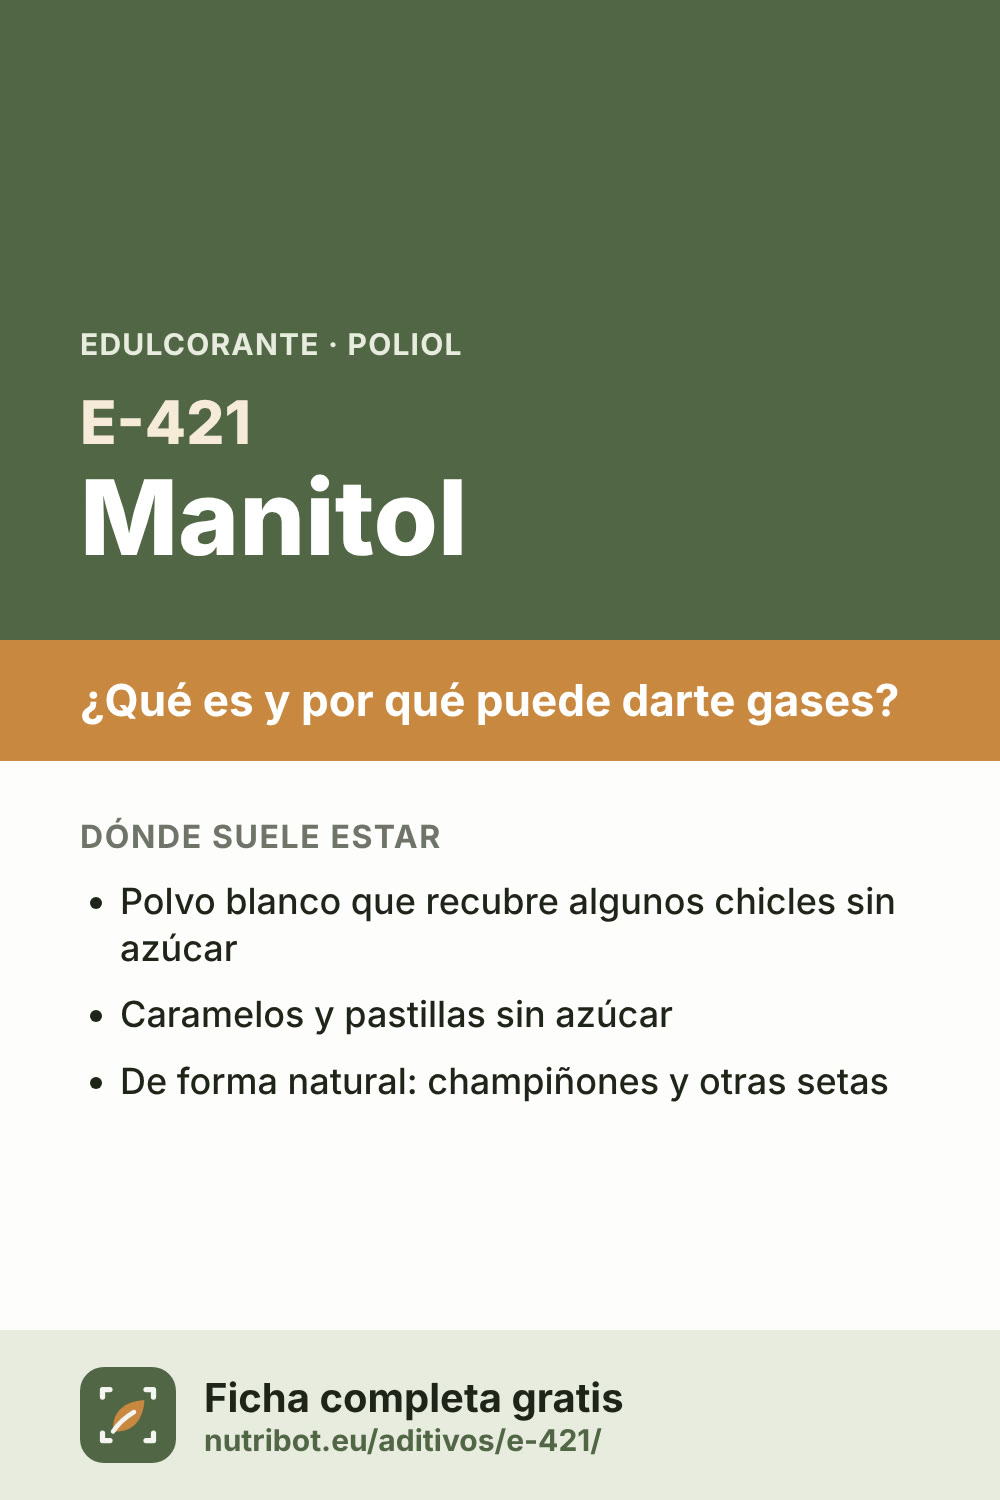 EDULCORANTE · POLIOL
E-421
Manitol
¿Qué es y por qué puede darte gases?
DÓNDE SUELE ESTAR
• Polvo blanco que recubre algunos chicles sin
azúcar
• Caramelos y pastillas sin azúcar
• De forma natural: champiñones y otras setas
Ficha completa gratis
nutribot.eu/aditivos/e-421/